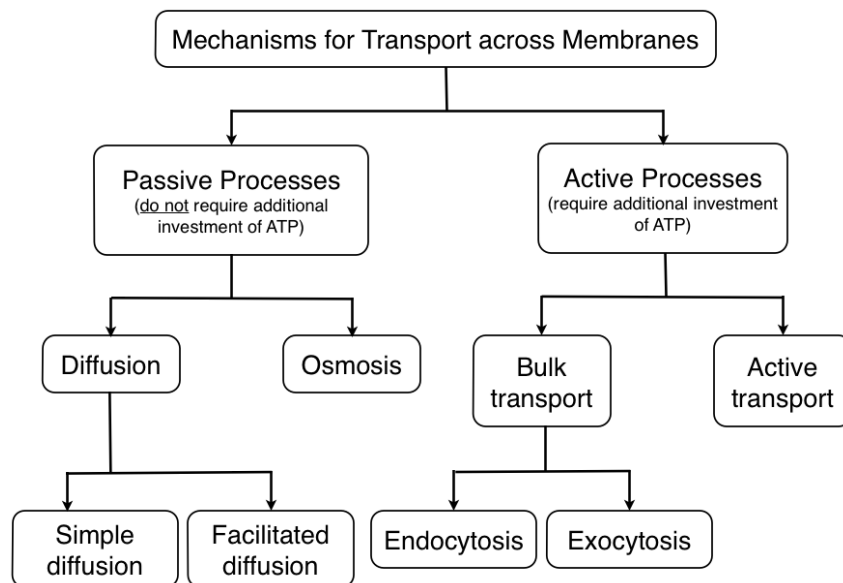 Mechanisms for Transport across Membranes
Passive Processes
(do not require additional
investment of ATP)
Active Processes
(require additional investment
of ATP)
Diffusion
Osmosis
Bulk
transport
Active
transport
Simple
diffusion
Facilitated
diffusion
Endocytosis
Exocytosis